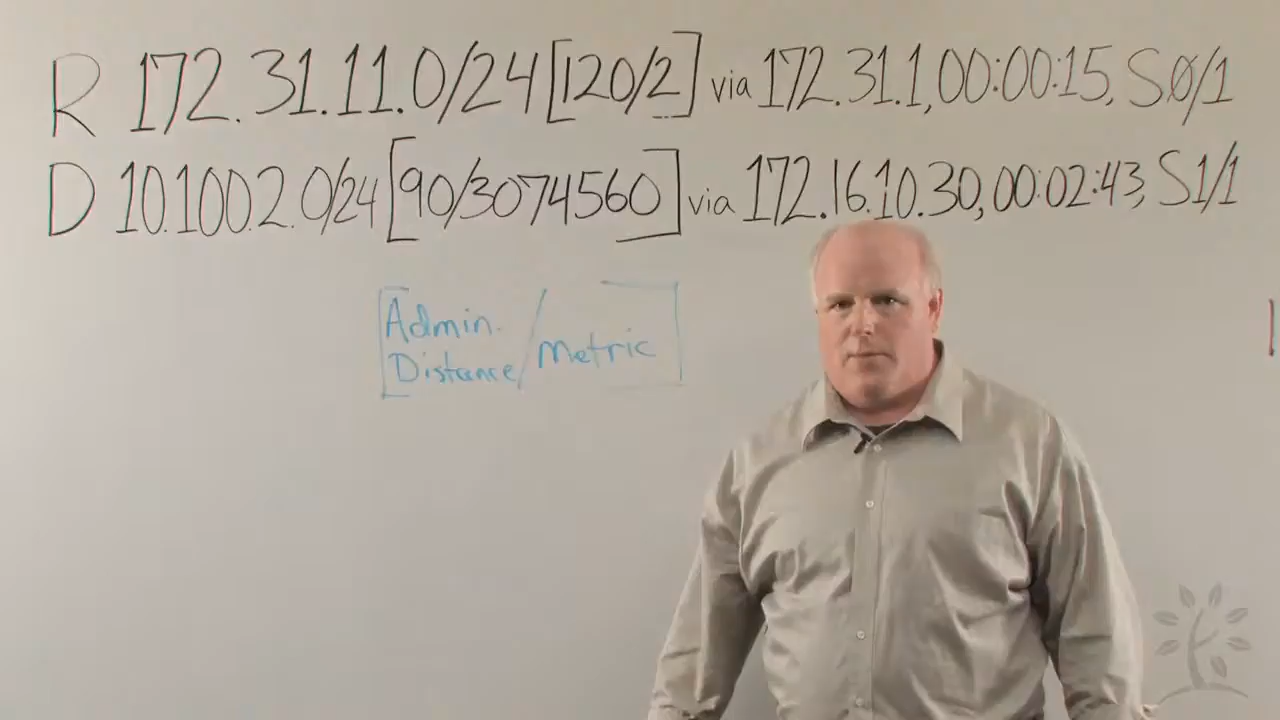 R 172.31.11.0/24 [120/2] via 172.31.1,00:00:15, S0/1
D 10.100.2.0/24 [90/3074560] via 172.16.10.30,00:02:43, S1/1
[Admin. Distance/Metric]